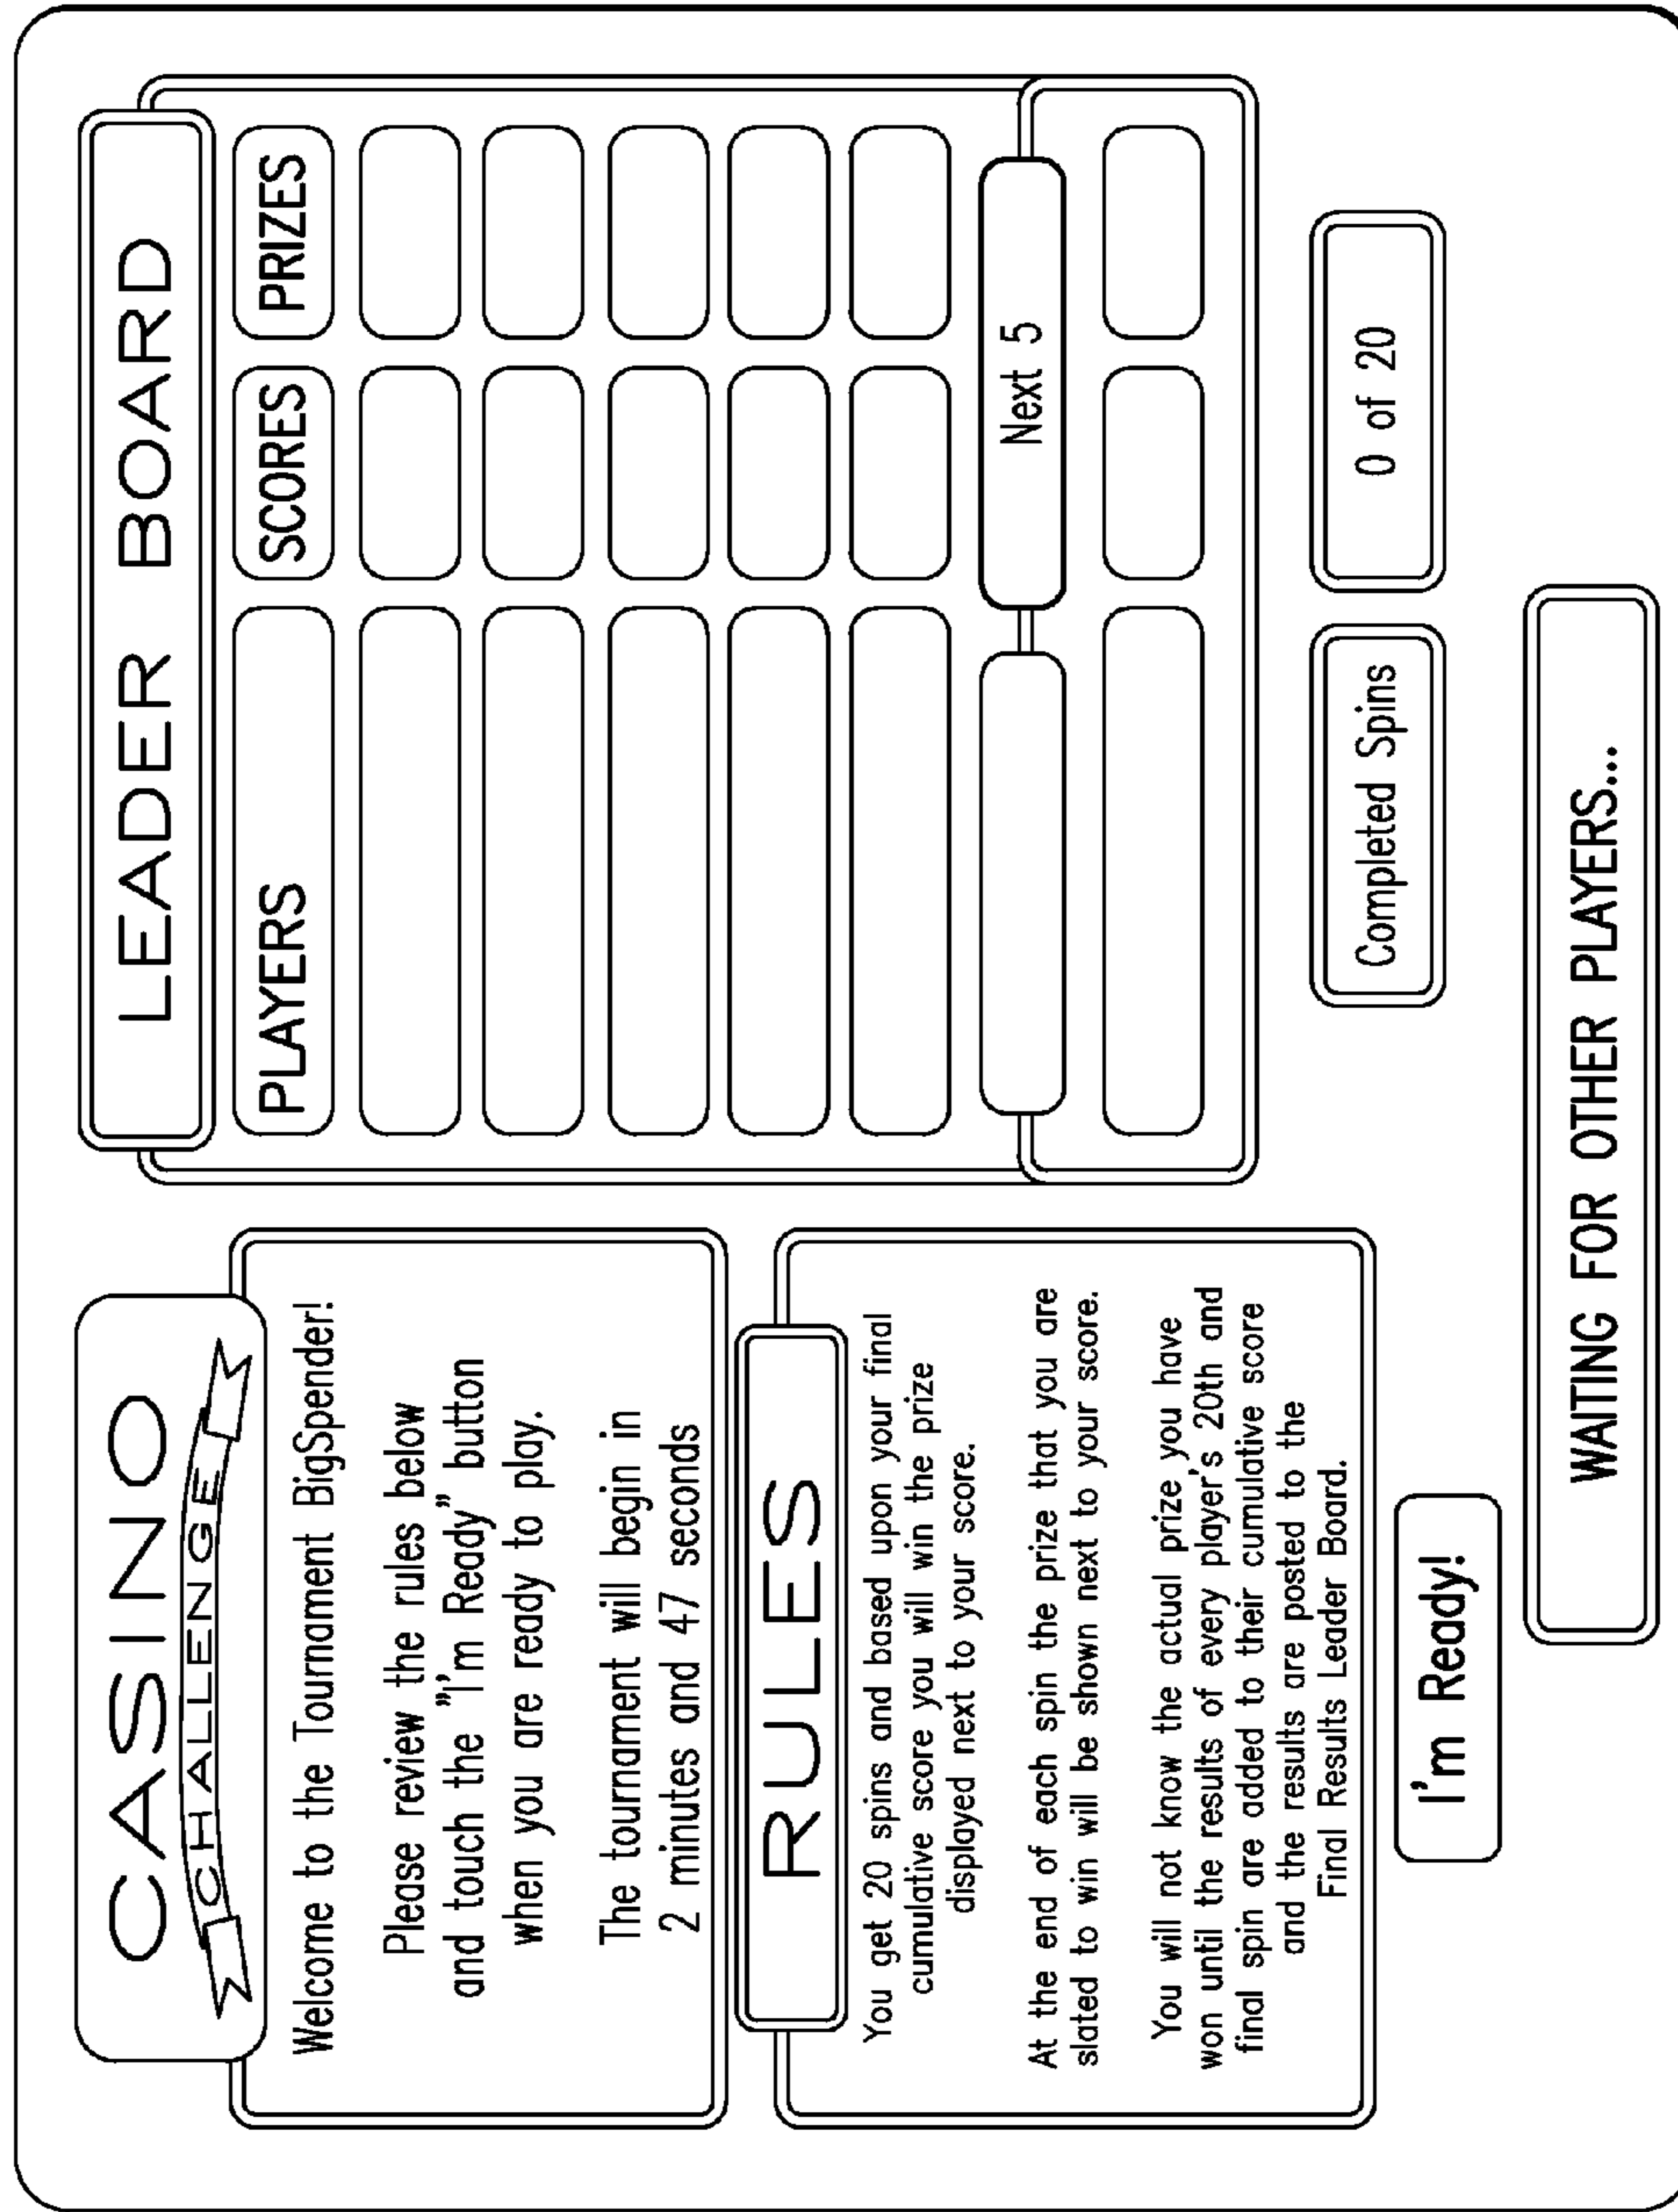 CASINO
CHALLENGE
Welcome to the Tournament BigSpender!
Please review the rules below
and touch the "I'm Ready" button
when you are ready to play.
The tournament will begin in
2 minutes and 47 seconds
RULES
You get 20 spins and based upon your final
cumulative score you will win the prize
displayed next to your score.
At the end of each spin the prize that you are
slated to win will be shown next to your score.
You will not know the actual prize you have
won until the results of every player's 20th and
final spin are added to their cumulative score
and the results are posted to the
Final Results Leader Board.
I'm Ready!
LEADER BOARD
PLAYERS SCORES PRIZES
Next 5
Completed Spins 0 of 20
WAITING FOR OTHER PLAYERS...